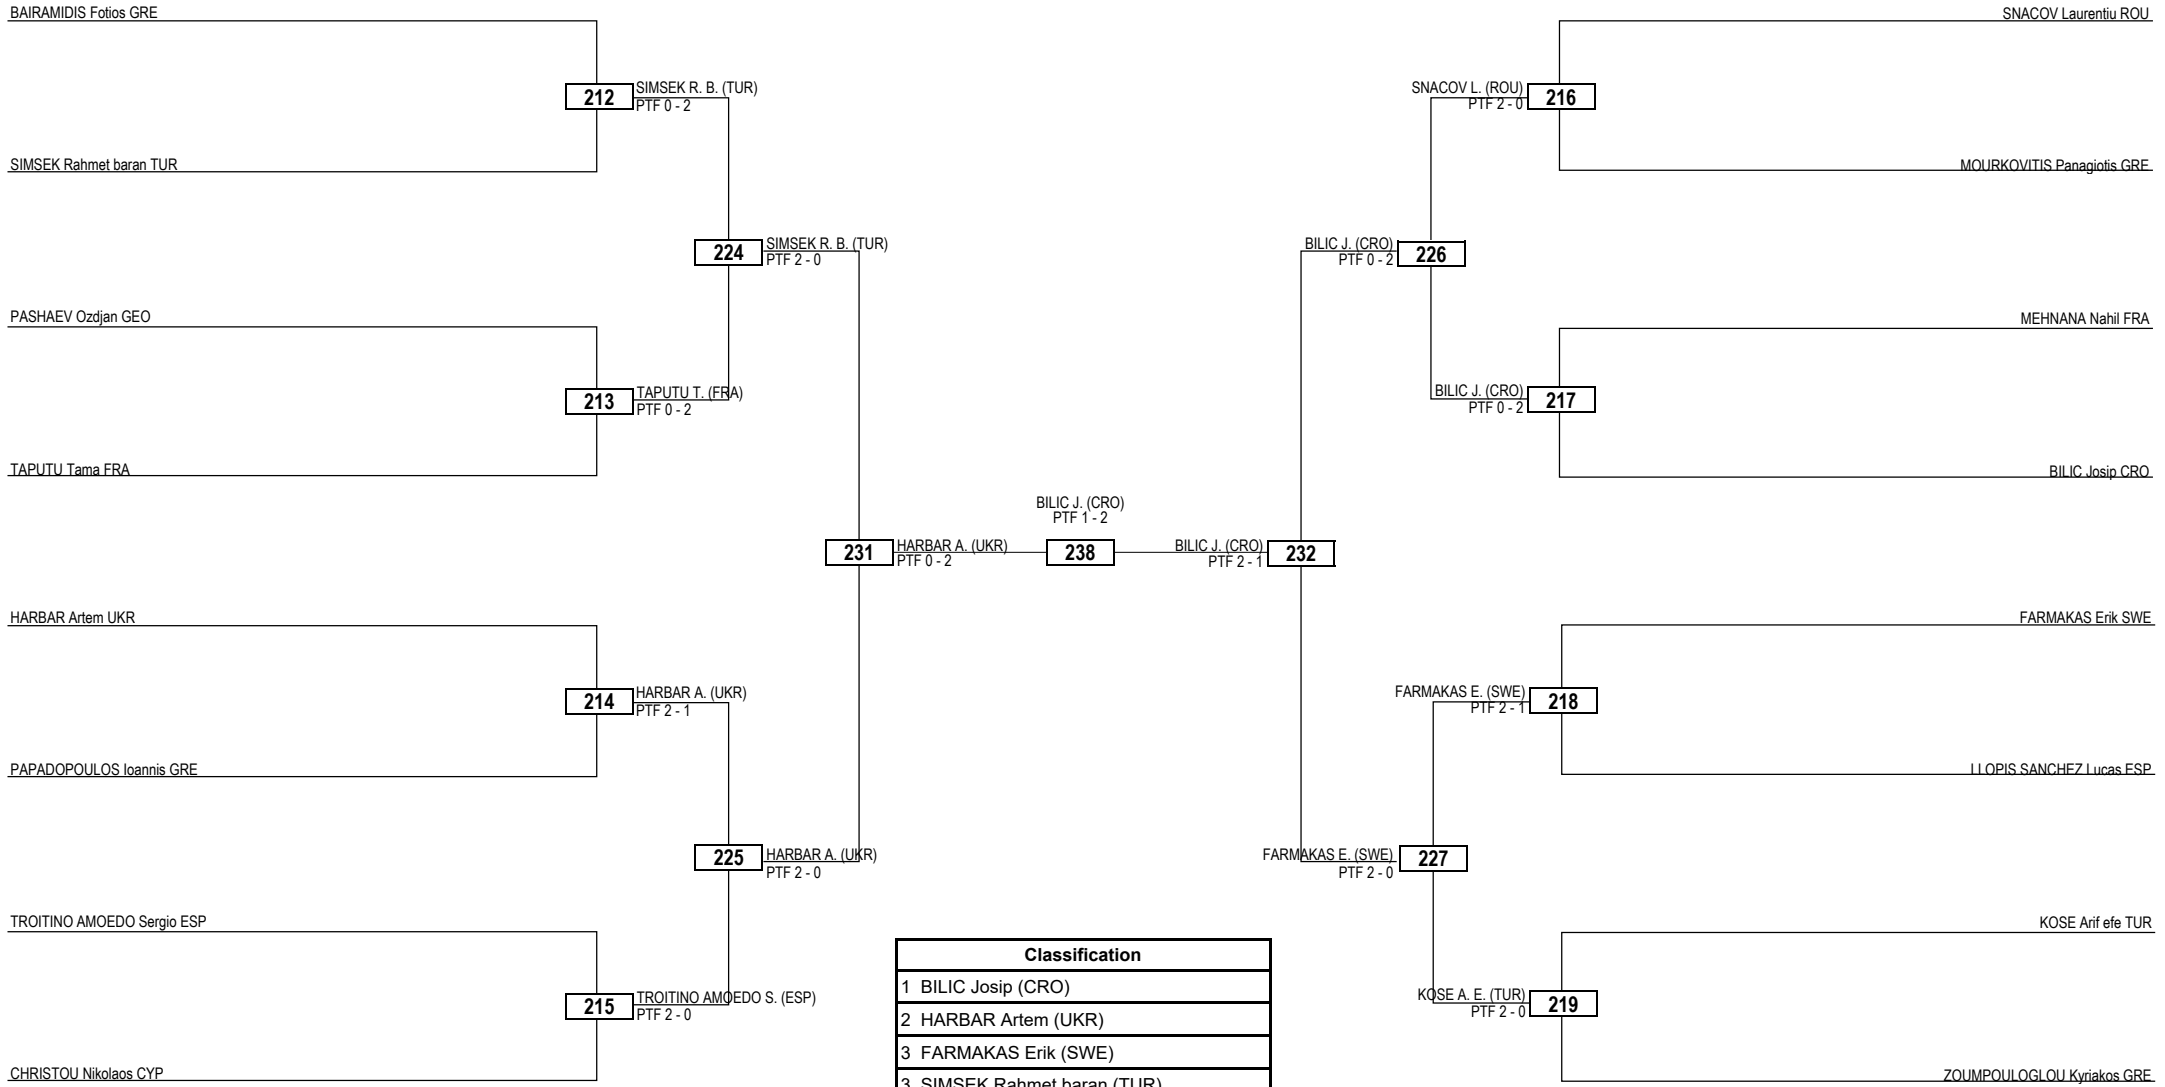 BAIRAMIDIS Fotios GRE
SNACOV Laurentiu ROU
212
SIMSEK R. B. (TUR)
PTF 0 - 2
SNACOV L. (ROU)
PTF 2 - 0
216
SIMSEK Rahmet baran TUR
MOURKOVITIS Panagiotis GRE
224
SIMSEK R. B. (TUR)
PTF 2 - 0
BILIC J. (CRO)
PTF 0 - 2
226
PASHAEV Ozdjan GEO
MEHNANA Nahil FRA
213
TAPUTU T. (FRA)
PTF 0 - 2
BILIC J. (CRO)
PTF 0 - 2
217
TAPUTU Tama FRA
BILIC Josip CRO
BILIC J. (CRO)
PTF 1 - 2
231
HARBAR A. (UKR)
PTF 0 - 2
238
BILIC J. (CRO)
PTF 2 - 1
232
HARBAR Artem UKR
FARMAKAS Erik SWE
214
HARBAR A. (UKR)
PTF 2 - 1
FARMAKAS E. (SWE)
PTF 2 - 1
218
PAPADOPOULOS Ioannis GRE
LLOPIS SANCHEZ Lucas ESP
225
HARBAR A. (UKR)
PTF 2 - 0
FARMAKAS E. (SWE)
PTF 2 - 0
227
TROITINO AMOEDO Sergio ESP
KOSE Arif efe TUR
215
TROITINO AMOEDO S. (ESP)
PTF 2 - 0
KOSE A. E. (TUR)
PTF 2 - 0
219
CHRISTOU Nikolaos CYP
ZOUMPOULOGLOU Kyriakos GRE
Classification
1 BILIC Josip (CRO)
2 HARBAR Artem (UKR)
3 FARMAKAS Erik (SWE)
3 SIMSEK Rahmet baran (TUR)